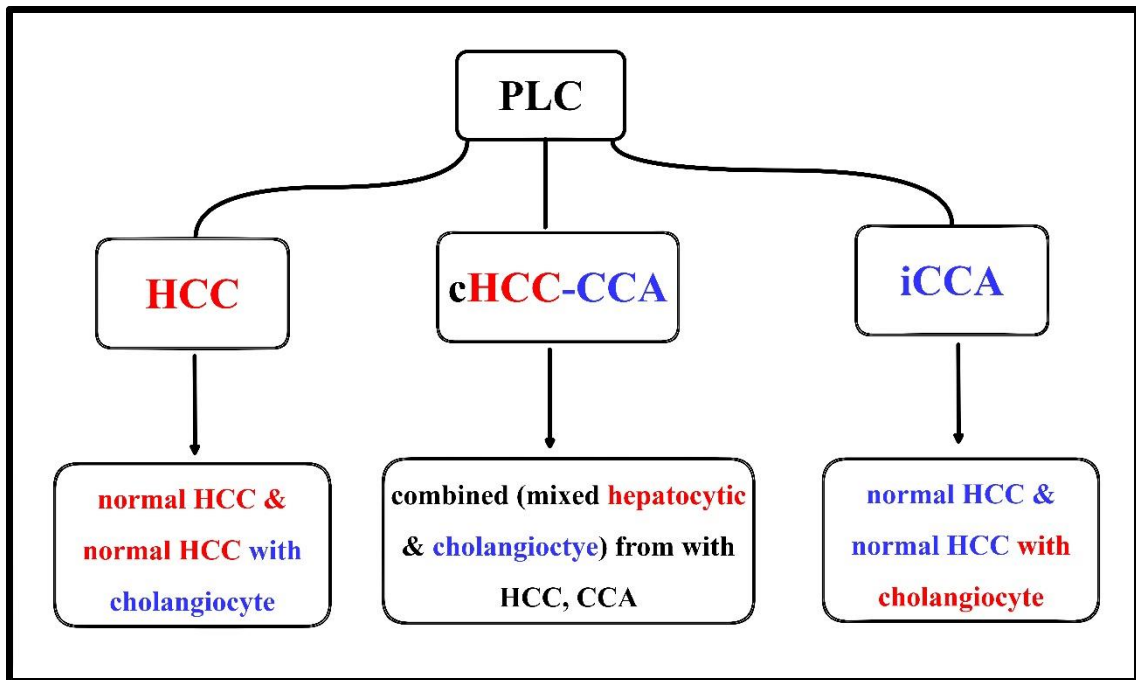 PLC
HCC
cHCC-CCA
iCCA
normal HCC &
normal HCC with
cholangiocyte
combined (mixed hepatocytic
& cholangioctye) from with
HCC, CCA
normal HCC &
normal HCC with
cholangiocyte